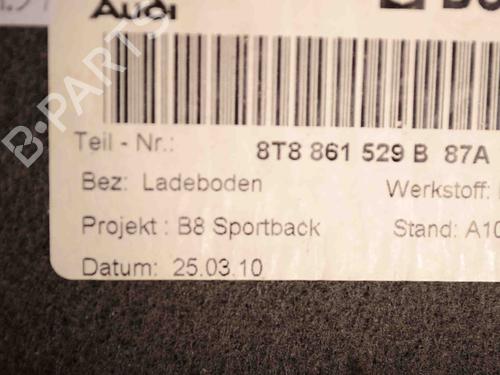 Audi
Teil - Nr.: 8T8 861 529 B 87A
Bez: Ladeboden Werkstoff:
Projekt : B8 Sportback Stand: A10
Datum: 25.03.10
B-PARTS